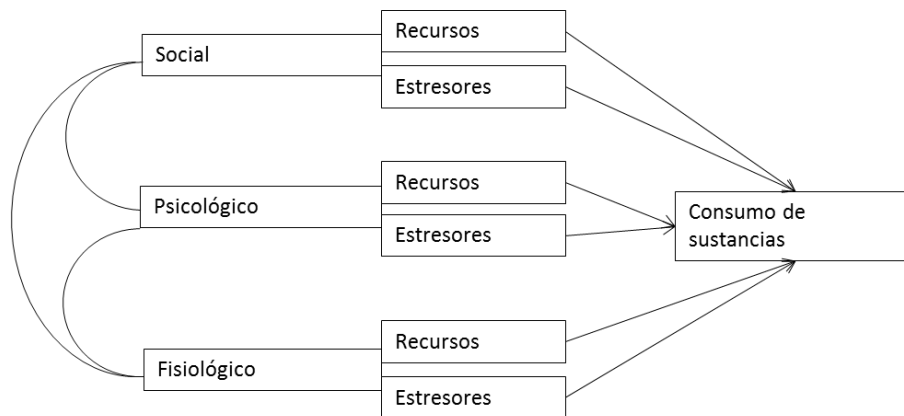 Recursos
Social
Estresores
Recursos
Psicológico
Estresores
Consumo de
sustancias
Recursos
Fisiológico
Estresores